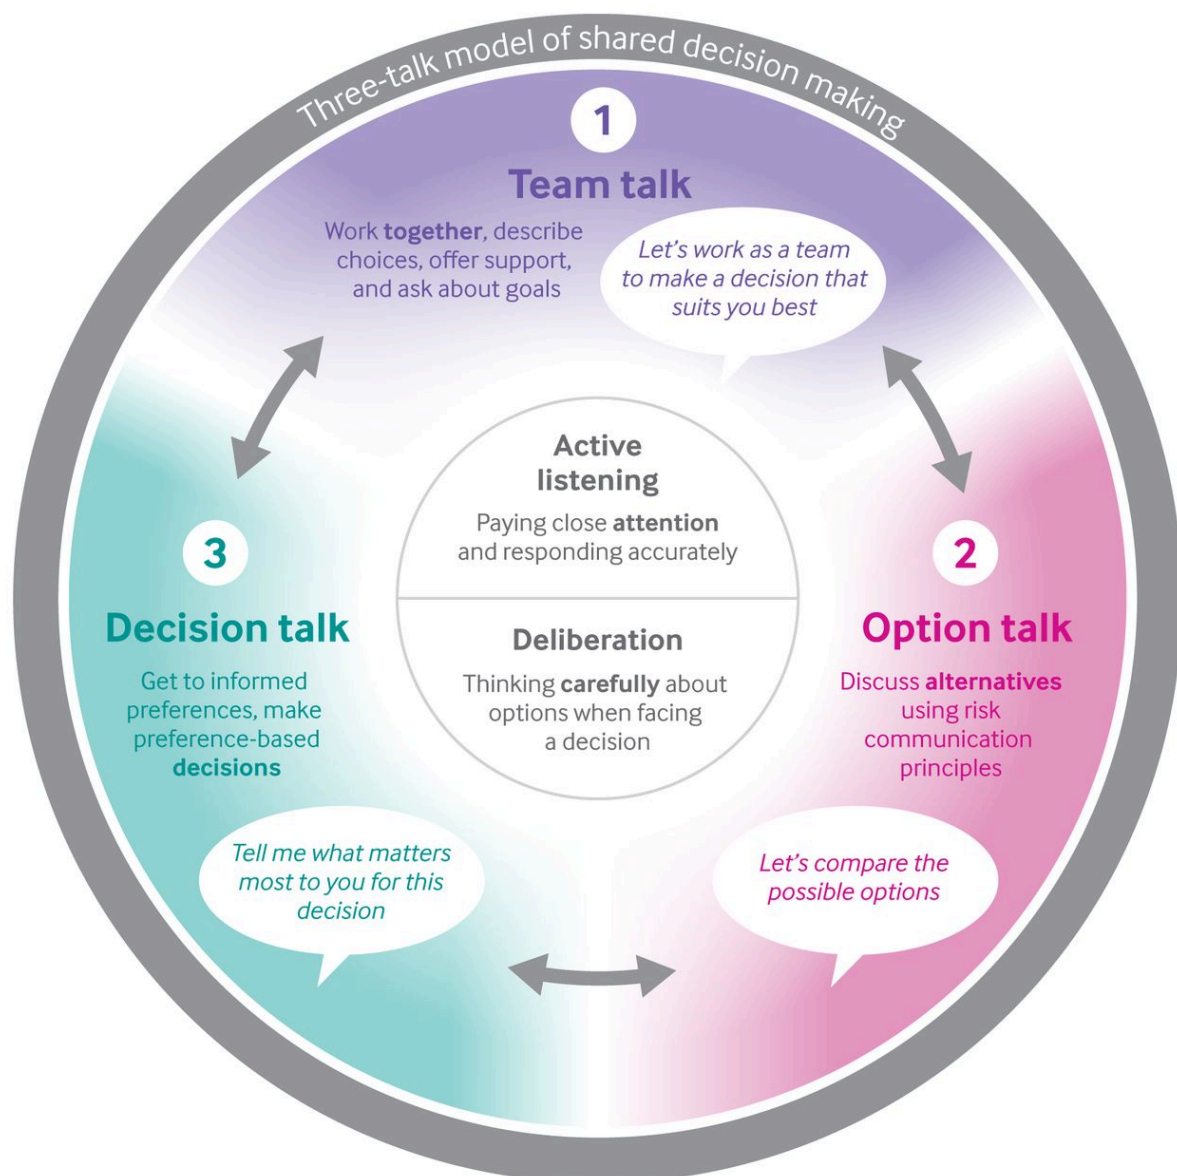 Three-talk model of shared decision making
1
Team talk
Work together, describe
choices, offer support,
and ask about goals
Let’s work as a team
to make a decision that
suits you best
Active
listening
Paying close attention
and responding accurately
Deliberation
Thinking carefully about
options when facing
a decision
2
Option talk
Discuss alternatives
using risk
communication
principles
Let’s compare the
possible options
3
Decision talk
Get to informed
preferences, make
preference-based
decisions
Tell me what matters
most to you for this
decision